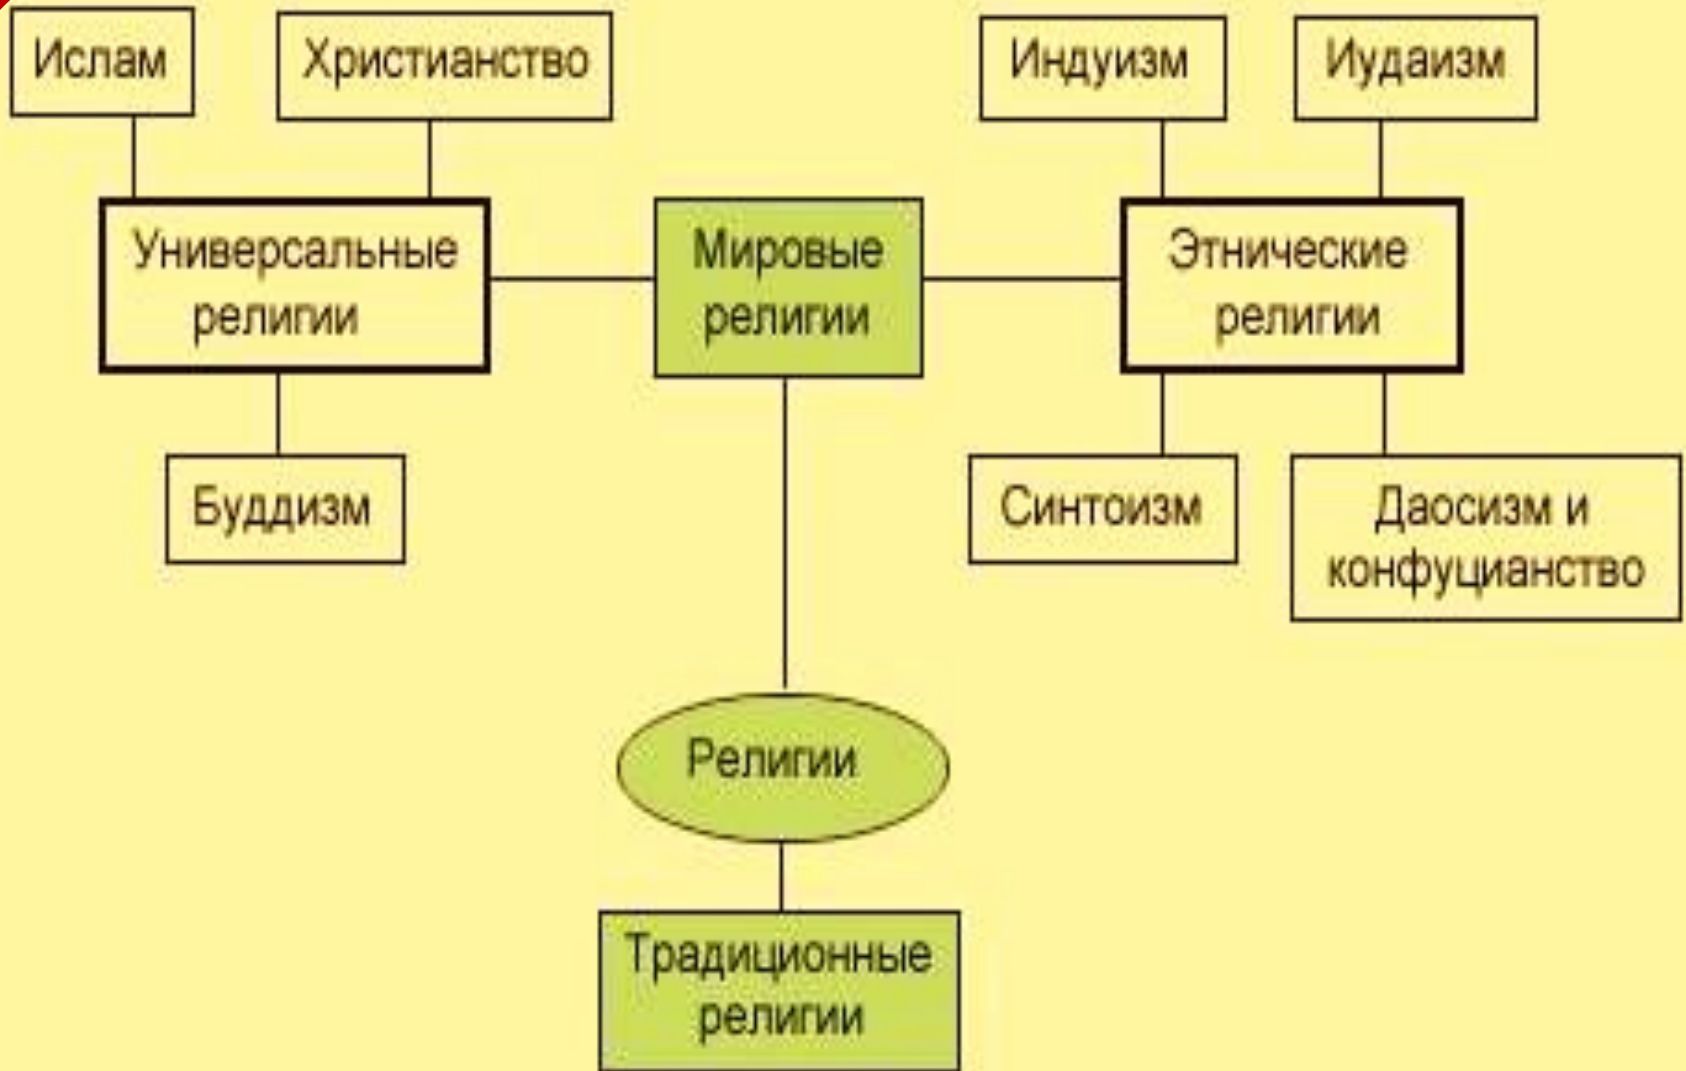 Ислам
Христианство
Индуизм
Иудаизм
Универсальные
религии
Мировые
религии
Этнические
религии
Буддизм
Синтоизм
Даосизм и
конфуцианство
Религии
Традиционные
религии